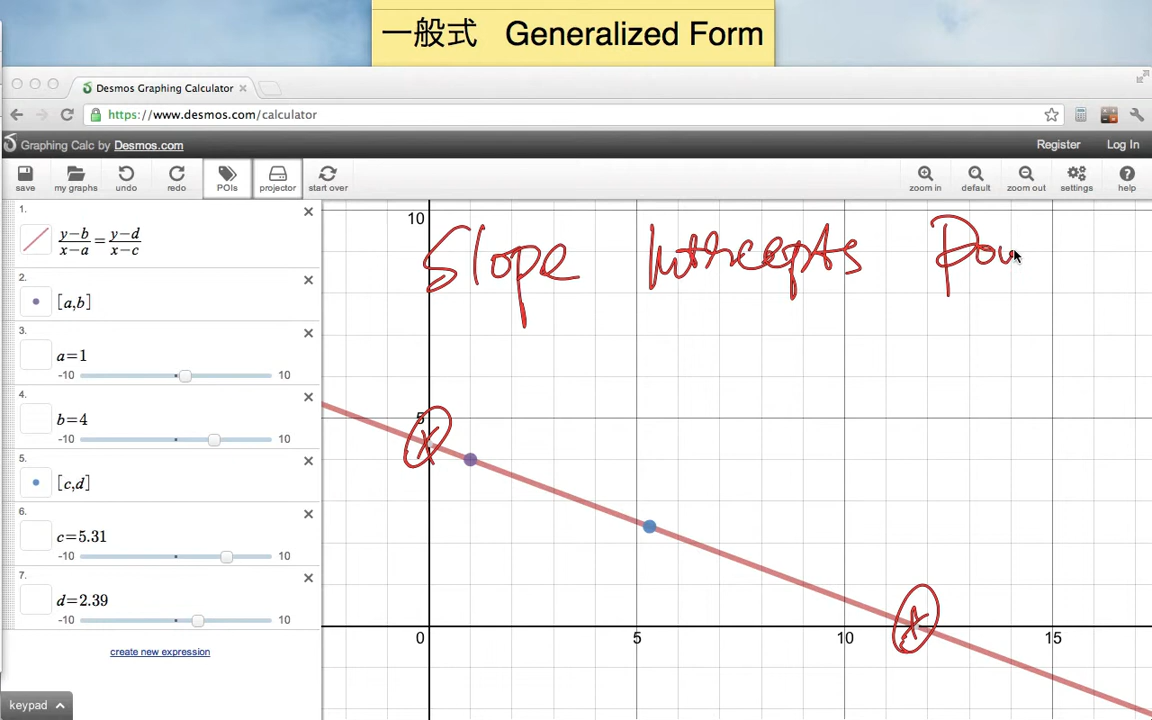 一般式 Generalized Form
Desmos Graphing Calculator
https://www.desmos.com/calculator
Graphing Calc by Desmos.com
Register Log In
save my graphs undo redo POIs projector start over zoom in default zoom out settings help
1.
y−b/x−a = y−d/x−c
2.
[a,b]
3.
a=1
-10 10
4.
b=4
-10 10
5.
[c,d]
6.
c=5.31
-10 10
7.
d=2.39
-10 10
create new expression
keypad
10
Slope Intercepts
5
0 5 10 15